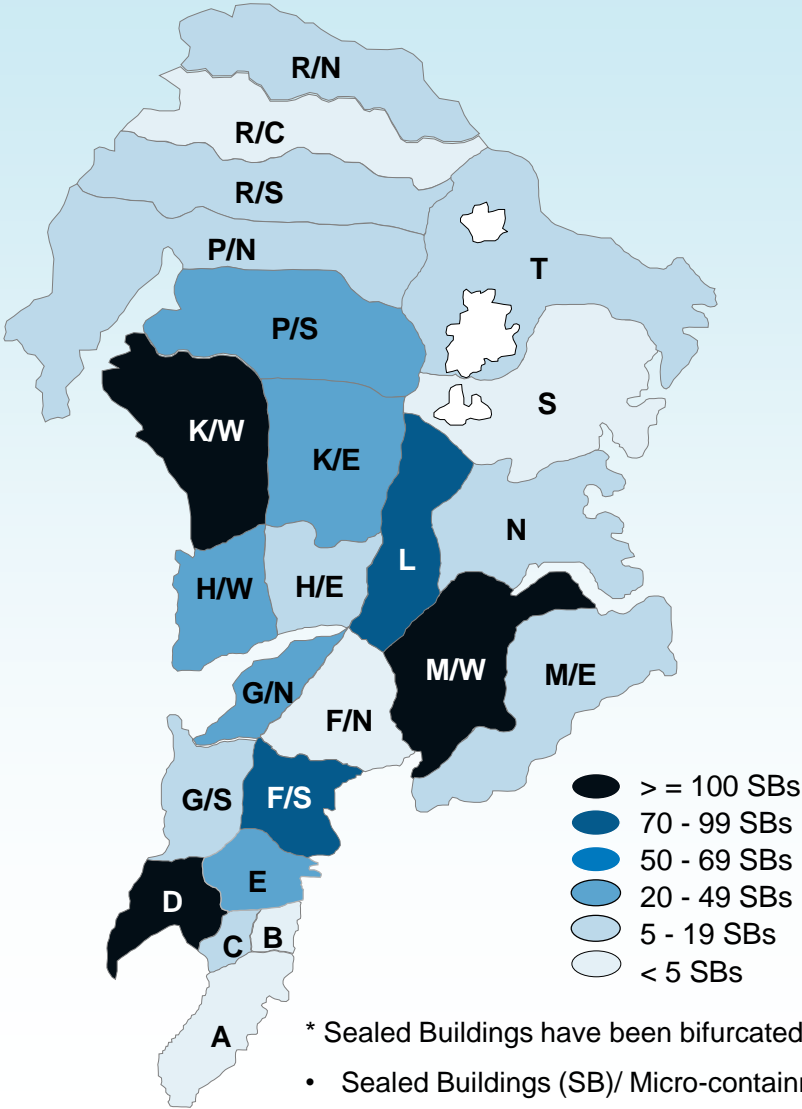 R/N
R/C
R/S
P/N
T
P/S
S
K/W
K/E
N
L
H/W
H/E
M/W
M/E
G/N
F/N
G/S
F/S
E
D
B
C
A
> = 100 SBs
70 - 99 SBs
50 - 69 SBs
20 - 49 SBs
5 - 19 SBs
< 5 SBs
* Sealed Buildings have been bifurcated
• Sealed Buildings (SB)/ Micro-containm